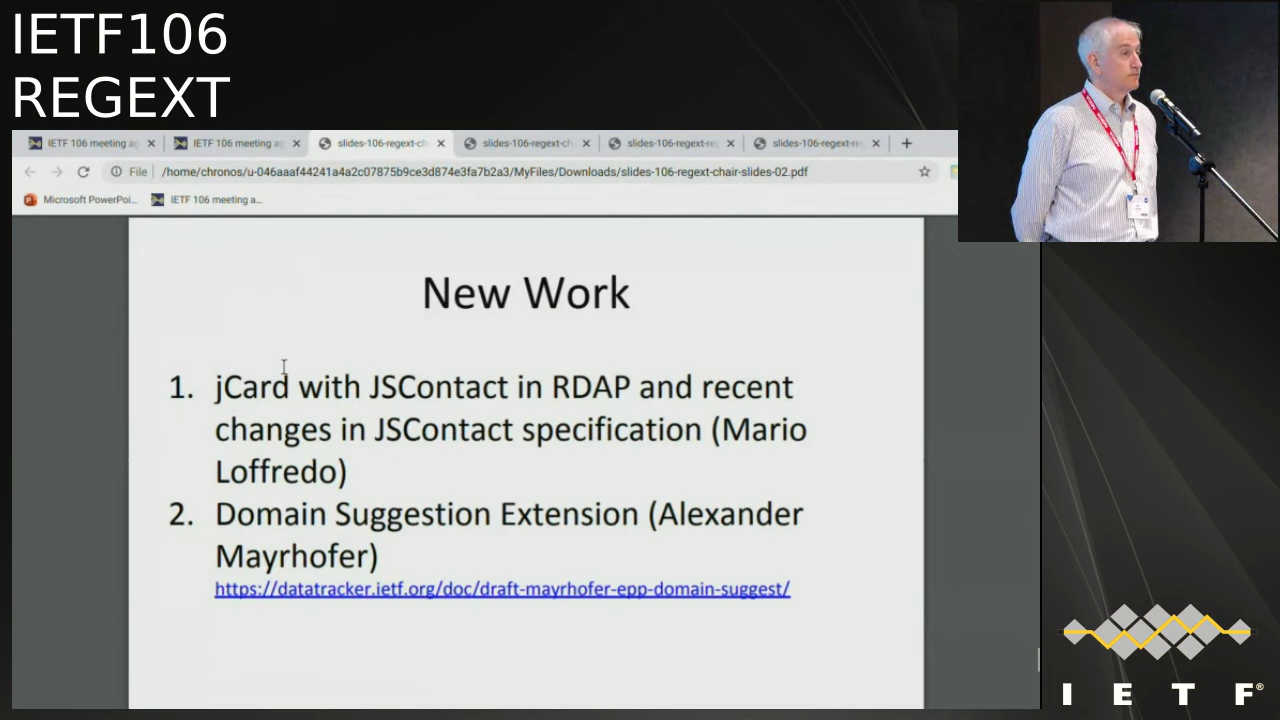 IETF106
REGEXT
IETF 106 meeting ag
IETF 106 meeting ag
slides-106-regext-ch
slides-106-regext-ch
slides-106-regext-re
slides-106-regext-re
File
/home/chronos/u-046aaaf44241a4a2c07875b9ce3d874e3fa7b2a3/MyFiles/Downloads/slides-106-regext-chair-slides-02.pdf
Microsoft PowerPoi...
IETF 106 meeting a...
New Work
1. jCard with JSContact in RDAP and recent
changes in JSContact specification (Mario
Loffredo)
2. Domain Suggestion Extension (Alexander
Mayrhofer)
https://datatracker.ietf.org/doc/draft-mayrhofer-epp-domain-suggest/
I E T F®